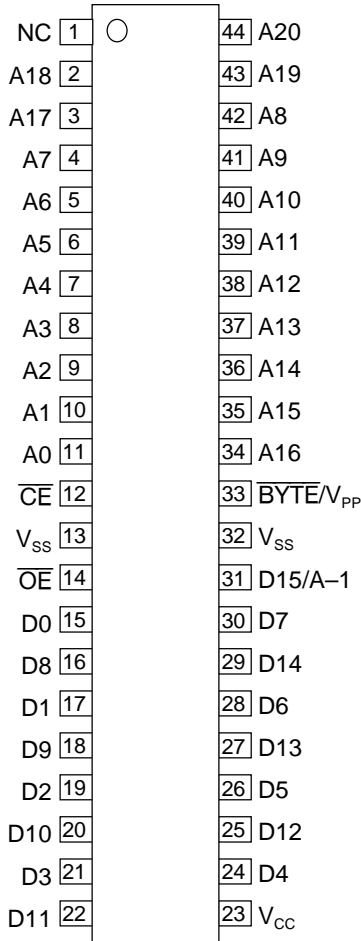 NC 1 44 A20
A18 2 43 A19
A17 3 42 A8
A7 4 41 A9
A6 5 40 A10
A5 6 39 A11
A4 7 38 A12
A3 8 37 A13
A2 9 36 A14
A1 10 35 A15
A0 11 34 A16
C̅E̅ 12 33 B̅Y̅T̅E̅/VPP
VSS 13 32 VSS
O̅E̅ 14 31 D15/A–1
D0 15 30 D7
D8 16 29 D14
D1 17 28 D6
D9 18 27 D13
D2 19 26 D5
D10 20 25 D12
D3 21 24 D4
D11 22 23 VCC